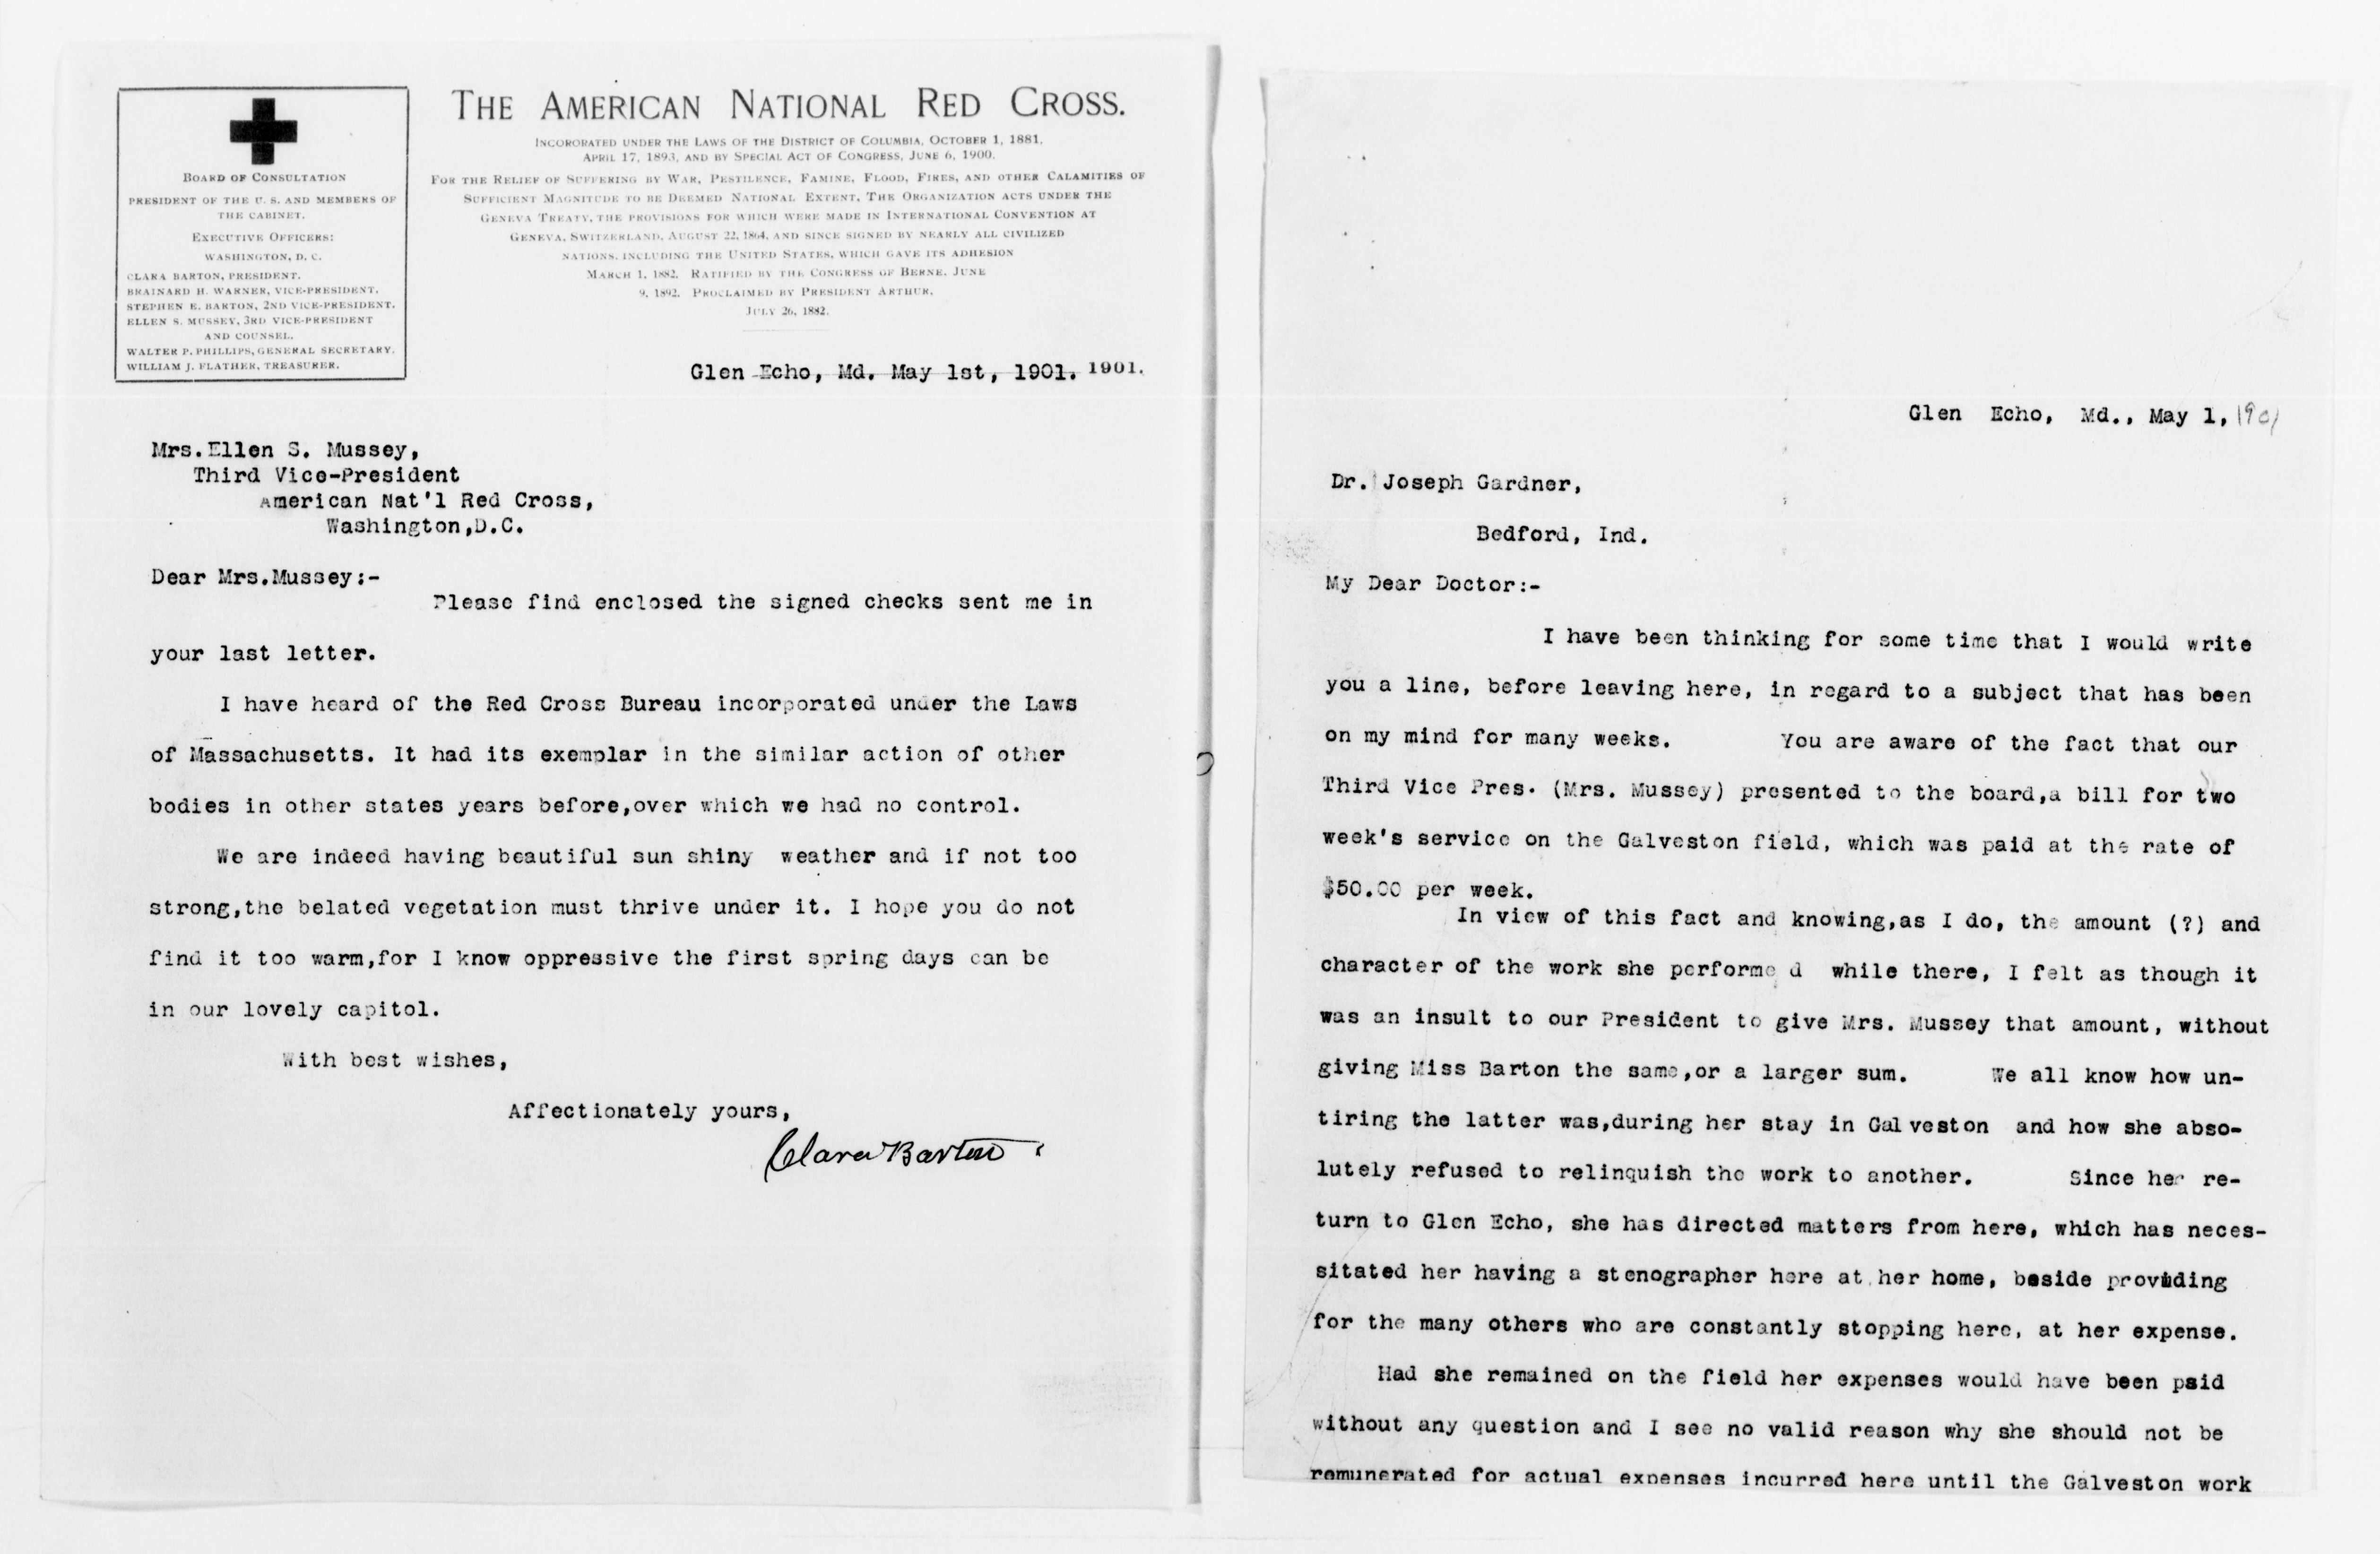 BOARD OF CONSULTATION
PRESIDENT OF THE U. S. AND MEMBERS OF
THE CABINET.
EXECUTIVE OFFICERS:
WASHINGTON, D. C.
CLARA BARTON, PRESIDENT.
BRAINARD H. WARNER, VICE-PRESIDENT.
STEPHEN E. BARTON, 2ND VICE-PRESIDENT.
ELLEN S. MUSSEY, 3RD VICE-PRESIDENT
AND COUNSEL.
WALTER P. PHILLIPS, GENERAL SECRETARY.
WILLIAM J. FLATHER, TREASURER.
THE AMERICAN NATIONAL RED CROSS.
INCORORATED UNDER THE LAWS OF THE DISTRICT OF COLUMBIA, OCTOBER 1, 1881,
APRIL 17, 1893, AND BY SPECIAL ACT OF CONGRESS, JUNE 6, 1900.
FOR THE RELIEF OF SUFFERING BY WAR, PESTILENCE, FAMINE, FLOOD, FIRES, AND OTHER CALAMITIES OF
SUFFICIENT MAGNITUDE TO BE DEEMED NATIONAL EXTENT, THE ORGANIZATION ACTS UNDER THE
GENEVA TREATY, THE PROVISIONS FOR WHICH WERE MADE IN INTERNATIONAL CONVENTION AT
GENEVA, SWITZERLAND, AUGUST 22, 1864, AND SINCE SIGNED BY NEARLY ALL CIVILIZED
NATIONS, INCLUDING THE UNITED STATES, WHICH GAVE ITS ADHESION
MARCH 1, 1882. RATIFIED BY THE CONGRESS OF BERNE, JUNE
9, 1892. PROCLAIMED BY PRESIDENT ARTHUR,
JULY 26, 1882.
Glen Echo, Md. May 1st, 1901. 1901.
Mrs.Ellen S. Mussey,
Third Vice-President
American Nat'l Red Cross,
Washington,D.C.
Dear Mrs.Mussey:-
Please find enclosed the signed checks sent me in
your last letter.
I have heard of the Red Cross Bureau incorporated under the Laws
of Massachusetts. It had its exemplar in the similar action of other
bodies in other states years before,over which we had no control.
We are indeed having beautiful sun shiny weather and if not too
strong,the belated vegetation must thrive under it. I hope you do not
find it too warm,for I know oppressive the first spring days can be
in our lovely capitol.
With best wishes,
Affectionately yours,
Clara Barton
Glen Echo, Md., May 1, 1901
Dr. Joseph Gardner,
Bedford, Ind.
My Dear Doctor:-
I have been thinking for some time that I would write
you a line, before leaving here, in regard to a subject that has been
on my mind for many weeks. You are aware of the fact that our
Third Vice Pres. (Mrs. Mussey) presented to the board,a bill for two
week's service on the Galveston field, which was paid at the rate of
$50.00 per week.
In view of this fact and knowing,as I do, the amount (?) and
character of the work she performe d while there, I felt as though it
was an insult to our President to give Mrs. Mussey that amount, without
giving Miss Barton the same,or a larger sum. We all know how un-
tiring the latter was,during her stay in Galveston and how she abso-
lutely refused to relinquish the work to another. Since her re-
turn to Glen Echo, she has directed matters from here, which has neces-
sitated her having a stenographer here at her home, beside providing
for the many others who are constantly stopping here, at her expense.
Had she remained on the field her expenses would have been paid
without any question and I see no valid reason why she should not be
remunerated for actual expenses incurred here until the Galveston work